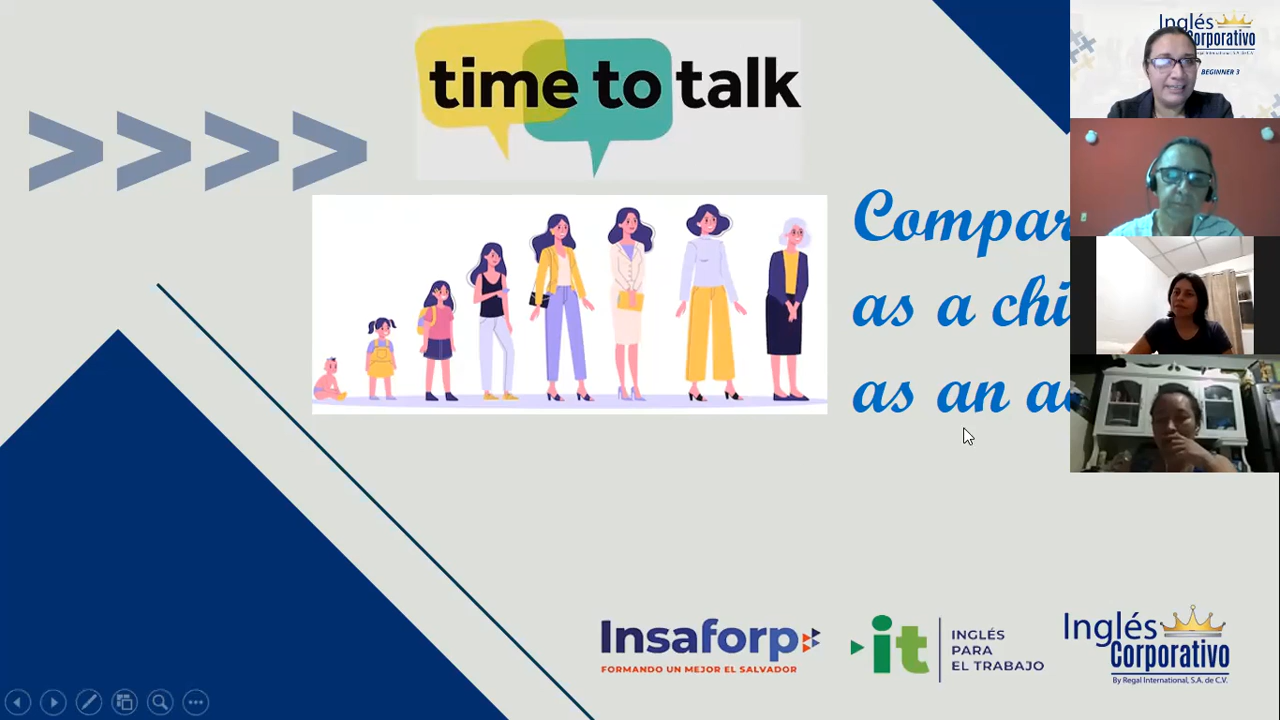 time to talk
>>>>
Compar
as a chi
as an a
Insaforp
FORMANDO UN MEJOR EL SALVADOR
it
INGLÉS
PARA
EL TRABAJO
Inglés
Corporativo
By Regal International, S.A. de C.V.
Inglés
Corporativo
BEGINNER 3